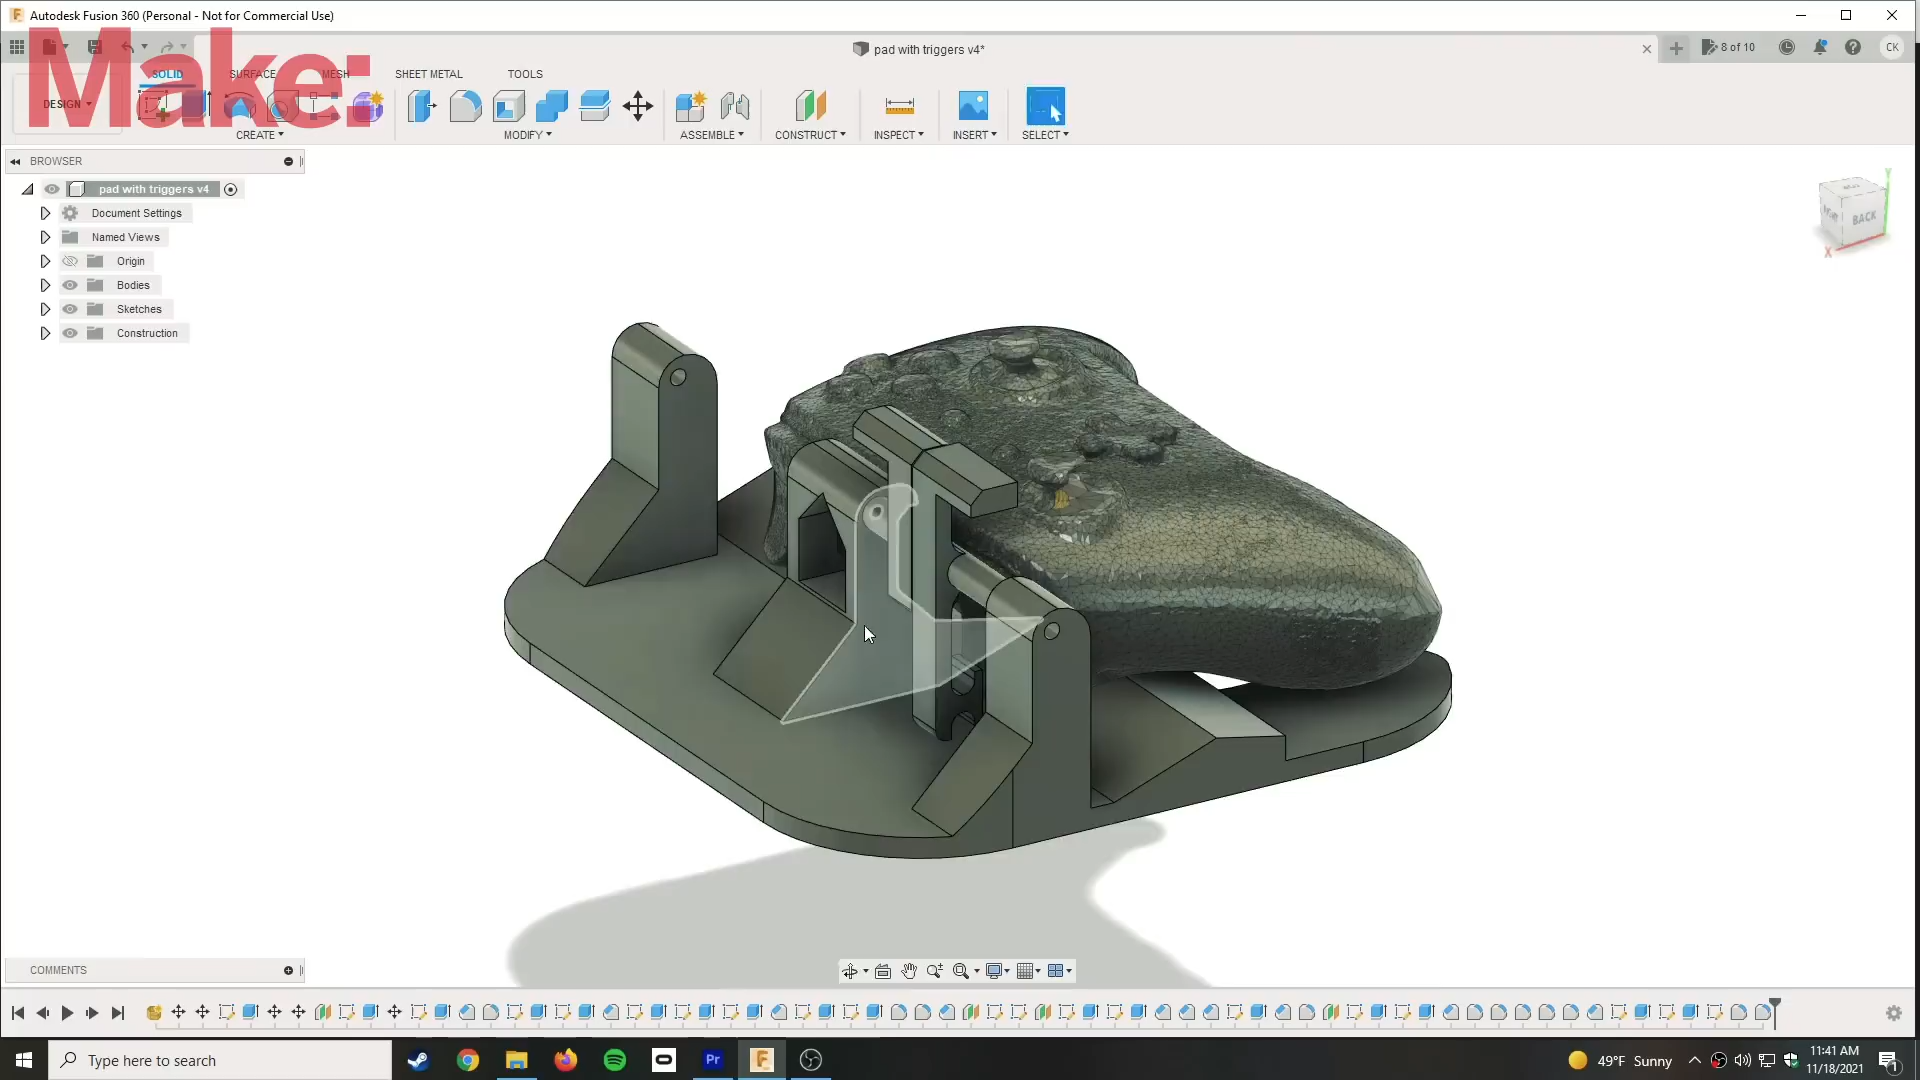 Autodesk Fusion 360 (Personal - Not for Commercial Use)
Make:
pad with triggers v4*
8 of 10
CK
SOLID
SURFACE
MESH
SHEET METAL
TOOLS
DESIGN
CREATE
MODIFY
ASSEMBLE
CONSTRUCT
INSPECT
INSERT
SELECT
BROWSER
pad with triggers v4
Document Settings
Named Views
Origin
Bodies
Sketches
Construction
BACK
Y
X
COMMENTS
Type here to search
Pr
49°F Sunny
11:41 AM
11/18/2021
1